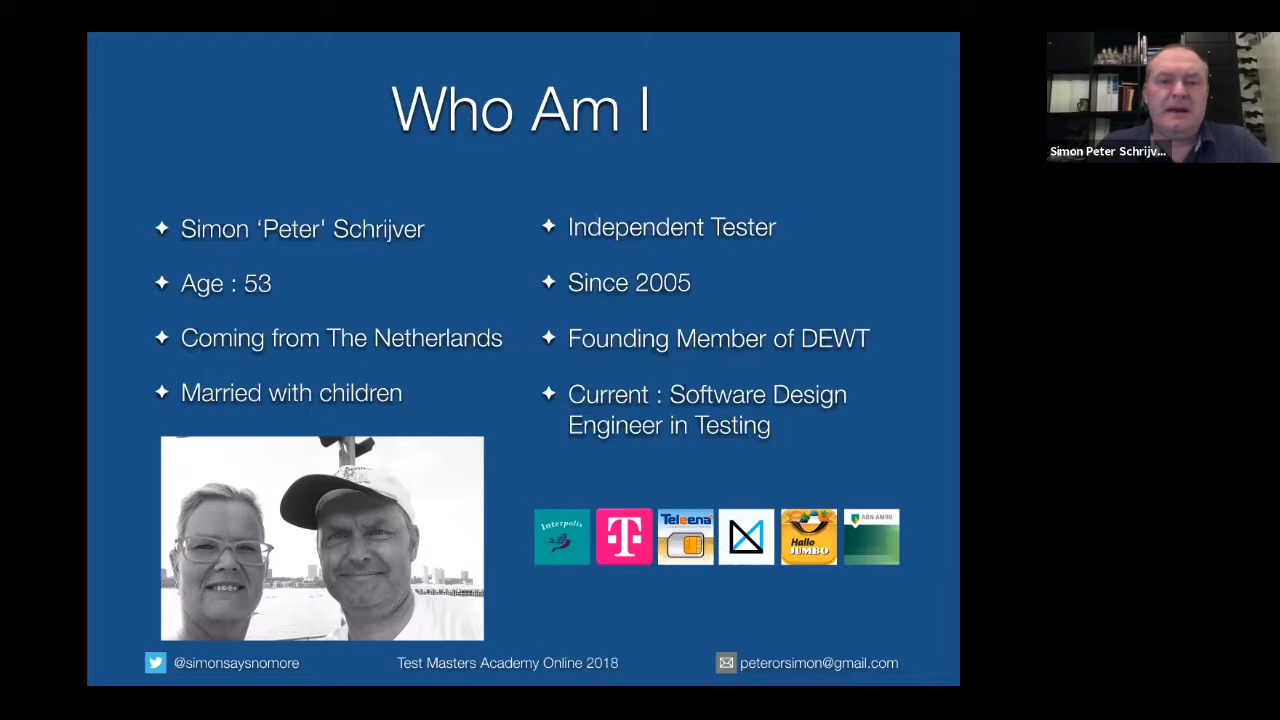 Who Am I
Simon ‘Peter' Schrijver
Age : 53
Coming from The Netherlands
Married with children
Independent Tester
Since 2005
Founding Member of DEWT
Current : Software Design
Engineer in Testing
Interpolis
T
Teleena
Hallo
JUMBO
ABN·AMRO
@simonsaysnomore
Test Masters Academy Online 2018
peterorsimon@gmail.com
Simon Peter Schrijv...